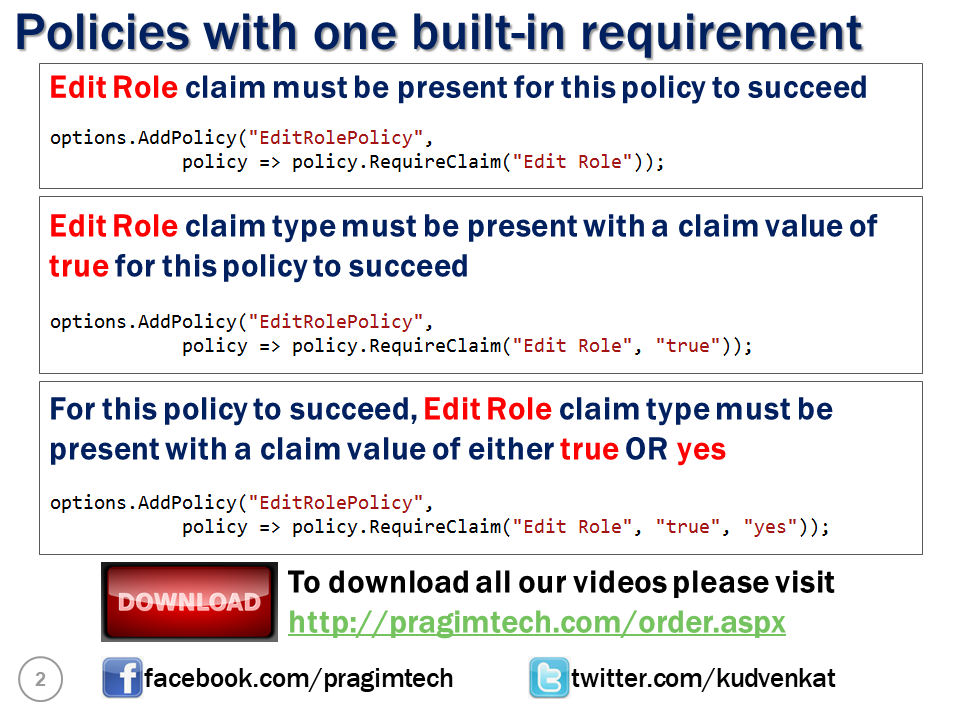 Policies with one built-in requirement
Edit Role claim must be present for this policy to succeed
options.AddPolicy("EditRolePolicy",
policy => policy.RequireClaim("Edit Role"));
Edit Role claim type must be present with a claim value of
true for this policy to succeed
options.AddPolicy("EditRolePolicy",
policy => policy.RequireClaim("Edit Role", "true"));
For this policy to succeed, Edit Role claim type must be
present with a claim value of either true OR yes
options.AddPolicy("EditRolePolicy",
policy => policy.RequireClaim("Edit Role", "true", "yes"));
DOWNLOAD
To download all our videos please visit
http://pragimtech.com/order.aspx
2
facebook.com/pragimtech
twitter.com/kudvenkat